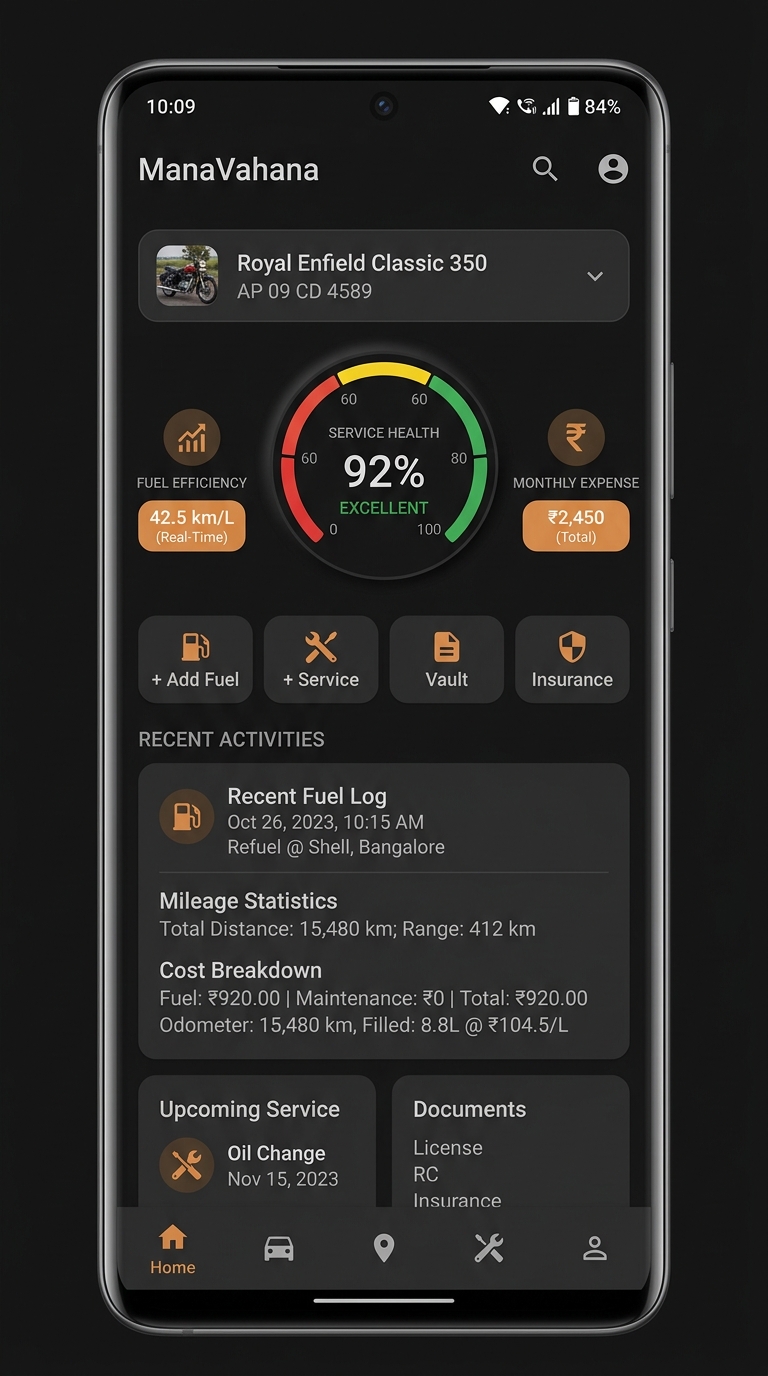 10:09
84%
ManaVahana
Royal Enfield Classic 350
AP 09 CD 4589
60
60
SERVICE HEALTH
60
80
92%
EXCELLENT
0
100
FUEL EFFICIENCY
42.5 km/L
(Real-Time)
MONTHLY EXPENSE
₹2,450
(Total)
+ Add Fuel
+ Service
Vault
Insurance
RECENT ACTIVITIES
Recent Fuel Log
Oct 26, 2023, 10:15 AM
Refuel @ Shell, Bangalore
Mileage Statistics
Total Distance: 15,480 km; Range: 412 km
Cost Breakdown
Fuel: ₹920.00 | Maintenance: ₹0 | Total: ₹920.00
Odometer: 15,480 km, Filled: 8.8L @ ₹104.5/L
Upcoming Service
Oil Change
Nov 15, 2023
Documents
License
RC
Insurance
Home